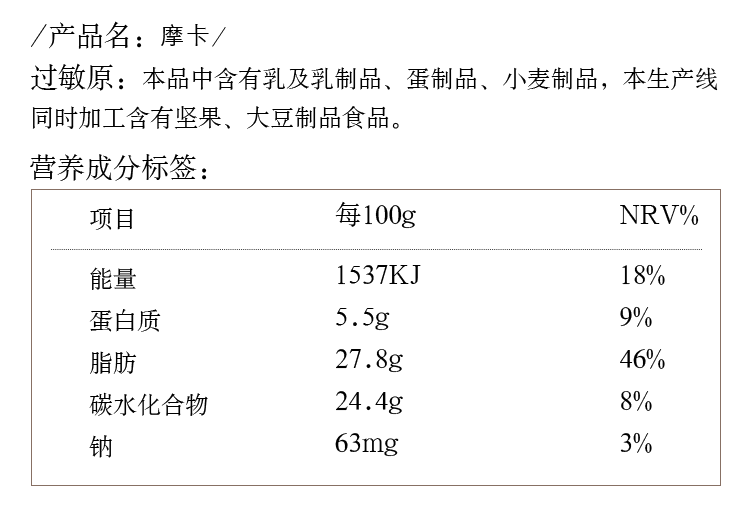 /产品名：摩卡/
过敏原：本品中含有乳及乳制品、蛋制品、小麦制品，本生产线
同时加工含有坚果、大豆制品食品。
营养成分标签：
项目 每100g NRV%
能量 1537KJ 18%
蛋白质 5.5g 9%
脂肪 27.8g 46%
碳水化合物 24.4g 8%
钠 63mg 3%